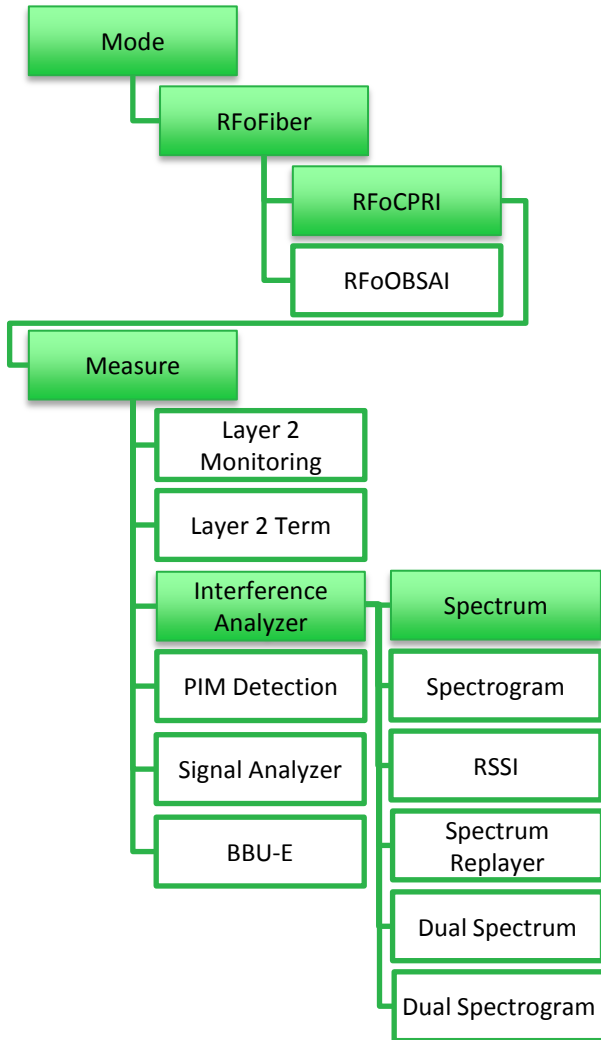 Mode
RFoFiber
RFoCPRI
RFoOBSAI
Measure
Layer 2
Monitoring
Layer 2 Term
Interference
Analyzer
Spectrum
PIM Detection
Spectrogram
Signal Analyzer
RSSI
BBU-E
Spectrum
Replayer
Dual Spectrum
Dual Spectrogram